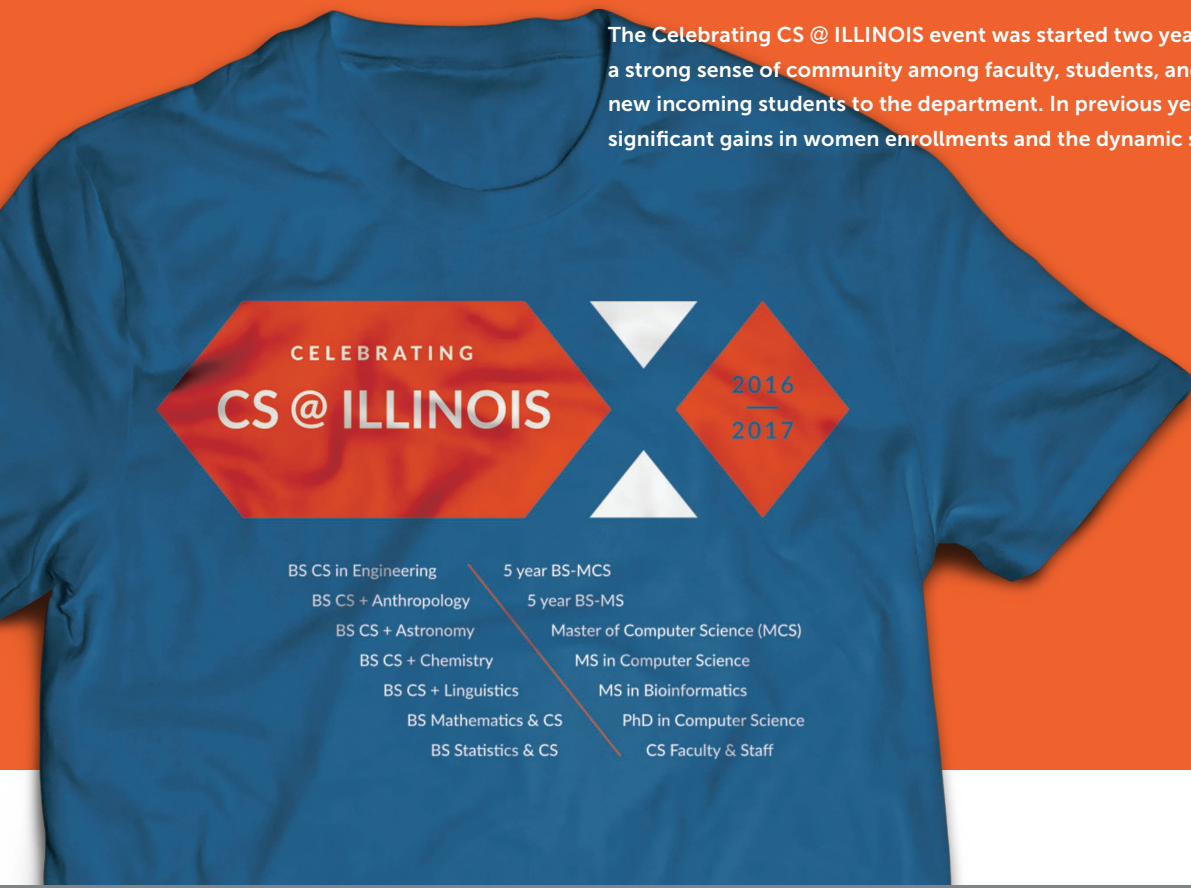 The Celebrating CS @ ILLINOIS event was started two yea
a strong sense of community among faculty, students, and
new incoming students to the department. In previous ye
significant gains in women enrollments and the dynamic s
CELEBRATING
CS @ ILLINOIS
2016
2017
BS CS in Engineering
BS CS + Anthropology
BS CS + Astronomy
BS CS + Chemistry
BS CS + Linguistics
BS Mathematics & CS
BS Statistics & CS
5 year BS-MCS
5 year BS-MS
Master of Computer Science (MCS)
MS in Computer Science
MS in Bioinformatics
PhD in Computer Science
CS Faculty & Staff